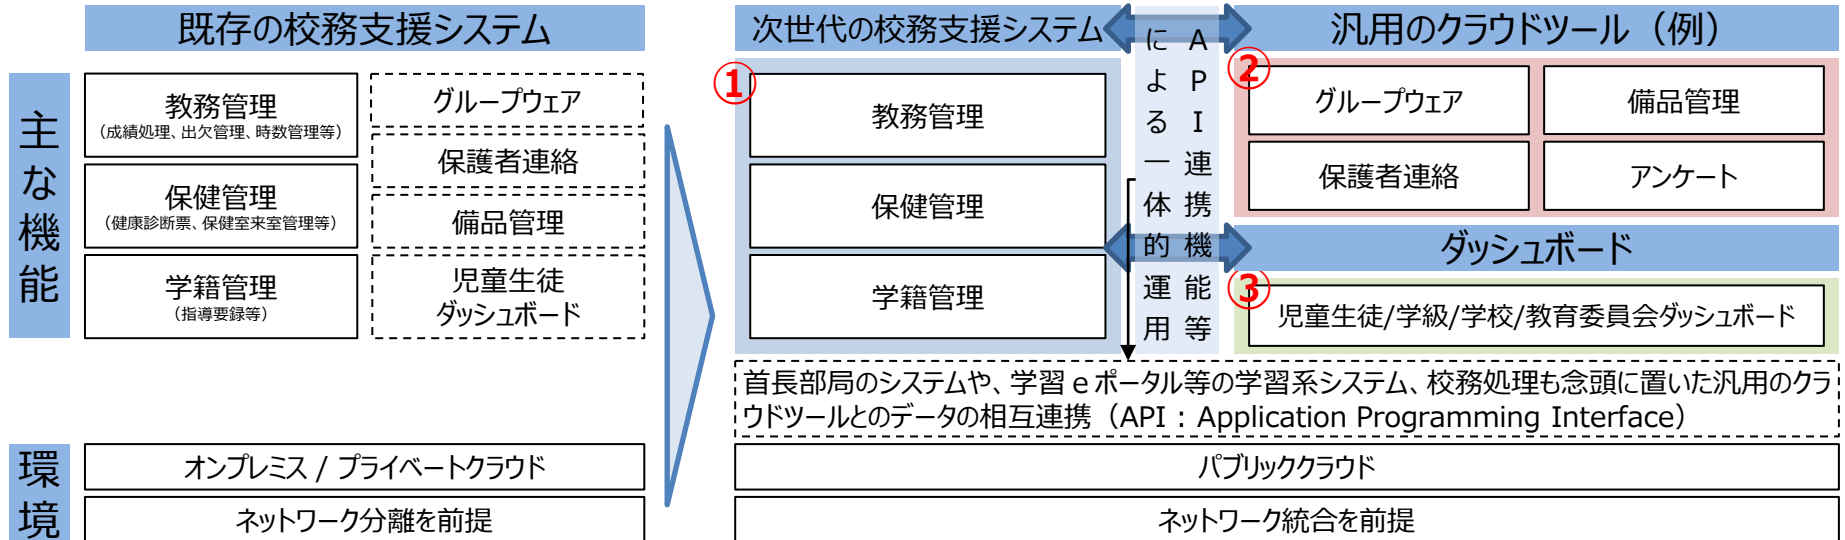 既存の校務支援システム
次世代の校務支援システム
汎用のクラウドツール（例）
主な機能
教務管理
（成績処理、出欠管理、時数管理等）
保健管理
（健康診断票、保健室来室管理等）
学籍管理
（指導要録等）
グループウェア
保護者連絡
備品管理
児童生徒
ダッシュボード
①
教務管理
保健管理
学籍管理
API連携機能等
による一体的運用
②
グループウェア
備品管理
保護者連絡
アンケート
ダッシュボード
③
児童生徒/学級/学校/教育委員会ダッシュボード
首長部局のシステムや、学習ｅポータル等の学習系システム、校務処理も念頭に置いた汎用のクラ
ウドツールとのデータの相互連携（API：Application Programming Interface）
環境
オンプレミス / プライベートクラウド
パブリッククラウド
ネットワーク分離を前提
ネットワーク統合を前提